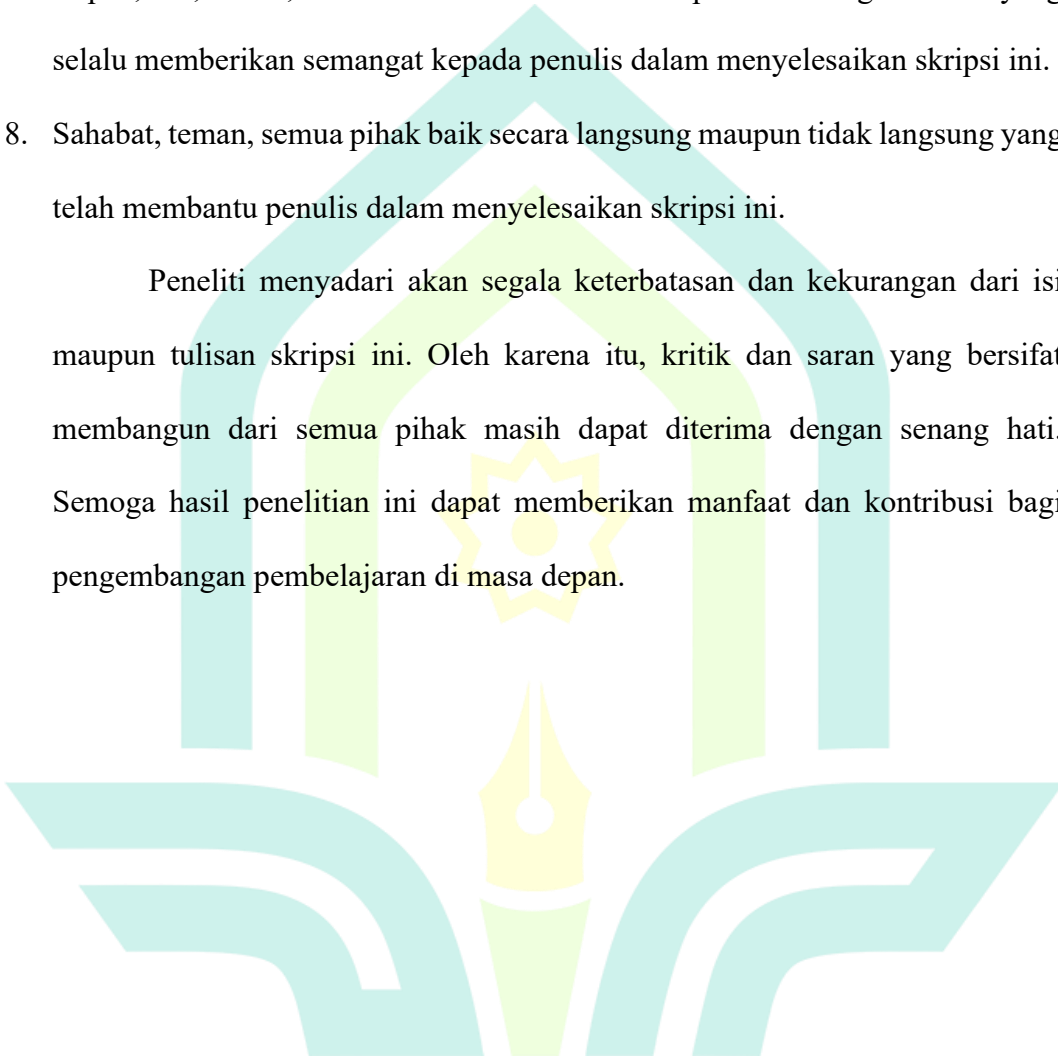 selalu memberikan semangat kepada penulis dalam menyelesaikan skripsi ini.
8. Sahabat, teman, semua pihak baik secara langsung maupun tidak langsung yang
telah membantu penulis dalam menyelesaikan skripsi ini.
Peneliti menyadari akan segala keterbatasan dan kekurangan dari isi
maupun tulisan skripsi ini. Oleh karena itu, kritik dan saran yang bersifat
membangun dari semua pihak masih dapat diterima dengan senang hati.
Semoga hasil penelitian ini dapat memberikan manfaat dan kontribusi bagi
pengembangan pembelajaran di masa depan.